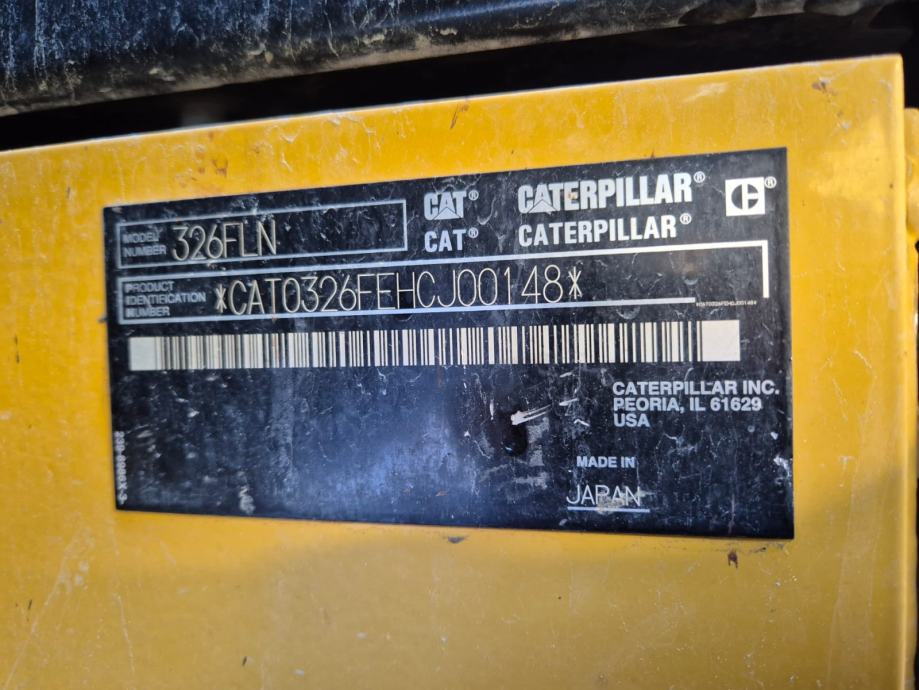 MODEL NUMBER 326FLN
CAT® CATERPILLAR® ®
CAT® CATERPILLAR®
PRODUCT IDENTIFICATION NUMBER *CAT0326FEHCJ00148*
*CAT0326FEHCJ00148*
CATERPILLAR INC.
PEORIA, IL 61629
USA
MADE IN
JAPAN